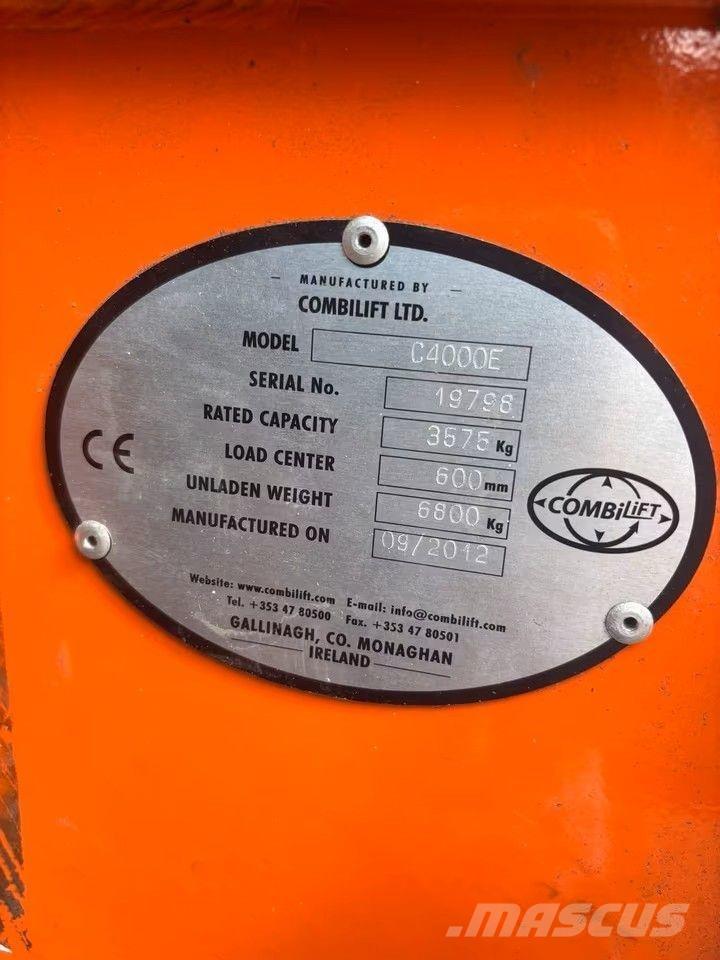 MANUFACTURED BY
COMBILIFT LTD.
MODEL C4000E
SERIAL No. 19798
RATED CAPACITY 3575 Kg
LOAD CENTER 600 mm
UNLADEN WEIGHT 6800 Kg
MANUFACTURED ON 09/2012
CE
COMBiLiFT
Website: www.combilift.com E-mail: info@combilift.com
Tel. +353 47 80500 Fax. +353 47 80501
GALLINAGH, CO. MONAGHAN
IRELAND
MASCUS